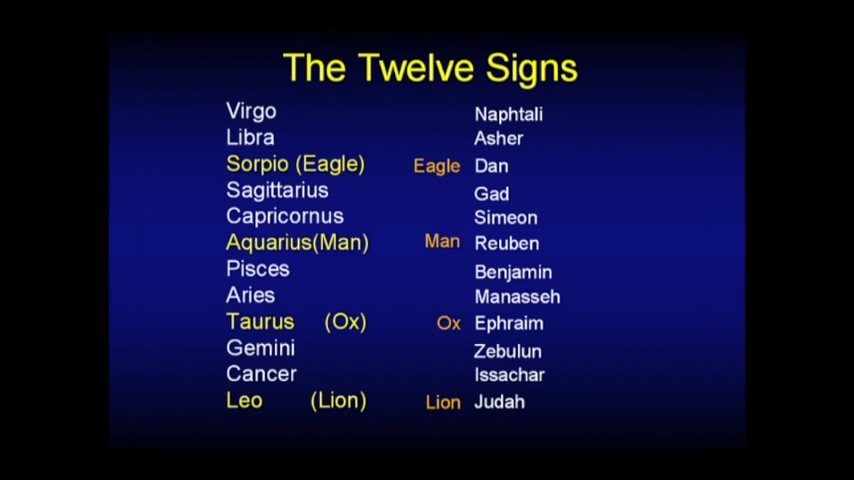 The Twelve Signs
Virgo Naphtali
Libra Asher
Sorpio (Eagle) Eagle Dan
Sagittarius Gad
Capricornus Simeon
Aquarius(Man) Man Reuben
Pisces Benjamin
Aries Manasseh
Taurus (Ox) Ox Ephraim
Gemini Zebulun
Cancer Issachar
Leo (Lion) Lion Judah